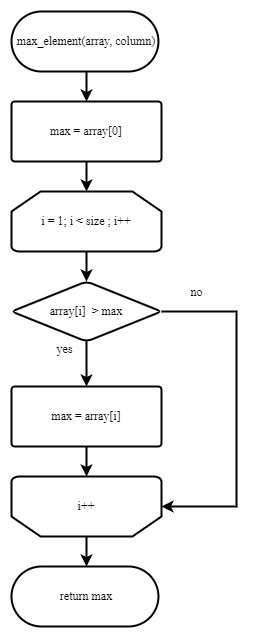 max_element(array, column)
max = array[0]
i = 1; i < size ; i++
array[i]  > max
no
yes
max = array[i]
i++
return max